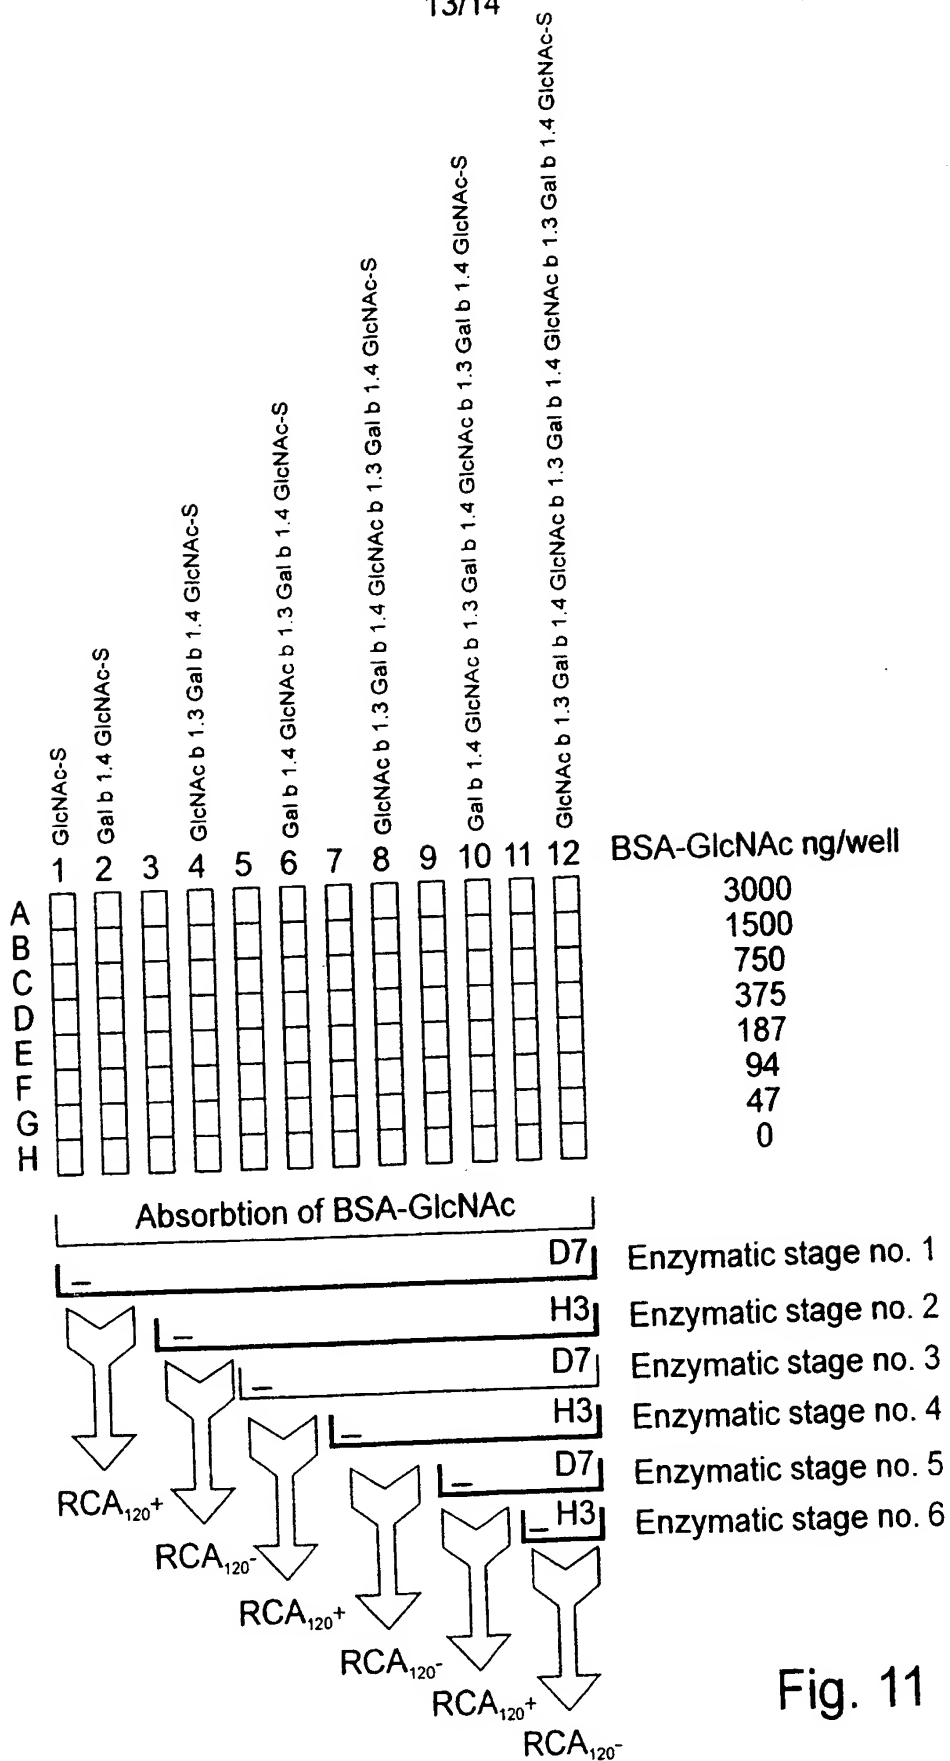 13/14
GlcNAc-S
Gal b 1.4 GlcNAc-S
GlcNAc b 1.3 Gal b 1.4 GlcNAc-S
Gal b 1.4 GlcNAc b 1.3 Gal b 1.4 GlcNAc-S
GlcNAc b 1.3 Gal b 1.4 GlcNAc b 1.3 Gal b 1.4 GlcNAc-S
Gal b 1.4 GlcNAc b 1.3 Gal b 1.4 GlcNAc b 1.3 Gal b 1.4 GlcNAc-S
GlcNAc b 1.3 Gal b 1.4 GlcNAc b 1.3 Gal b 1.4 GlcNAc b 1.3 Gal b 1.4 GlcNAc-S
1 2 3 4 5 6 7 8 9 10 11 12 BSA-GlcNAc ng/well
A 3000
B 1500
C 750
D 375
E 187
F 94
G 47
H 0
Absorbtion of BSA-GlcNAc
– D7 Enzymatic stage no. 1
– H3 Enzymatic stage no. 2
– D7 Enzymatic stage no. 3
– H3 Enzymatic stage no. 4
– D7 Enzymatic stage no. 5
– H3 Enzymatic stage no. 6
RCA120+
RCA120-
RCA120+
RCA120-
RCA120+
RCA120-
Fig. 11